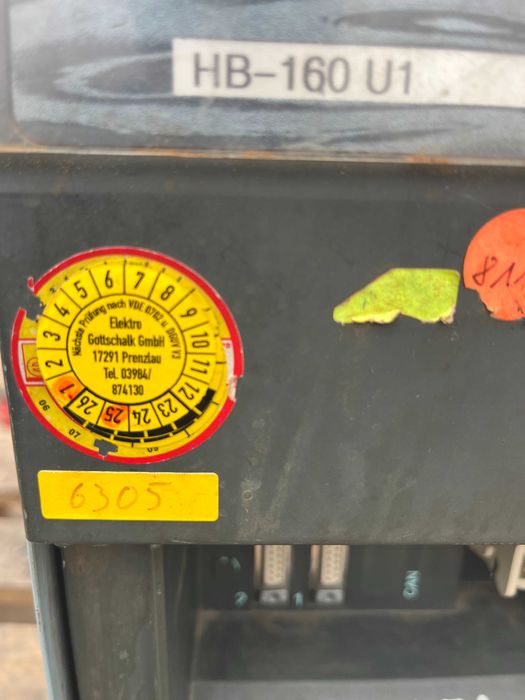 HB-160 U1
811
1 2 3 4 5 6 7 8 9 10 11 12
Nächste Prüfung nach VDE 0702 u. DGUV V3
Elektro
Gottschalk GmbH
17291 Prenzlau
Tel. 03984/
874130
26 25 24 23
06 07 09
6305
2 1 CAN